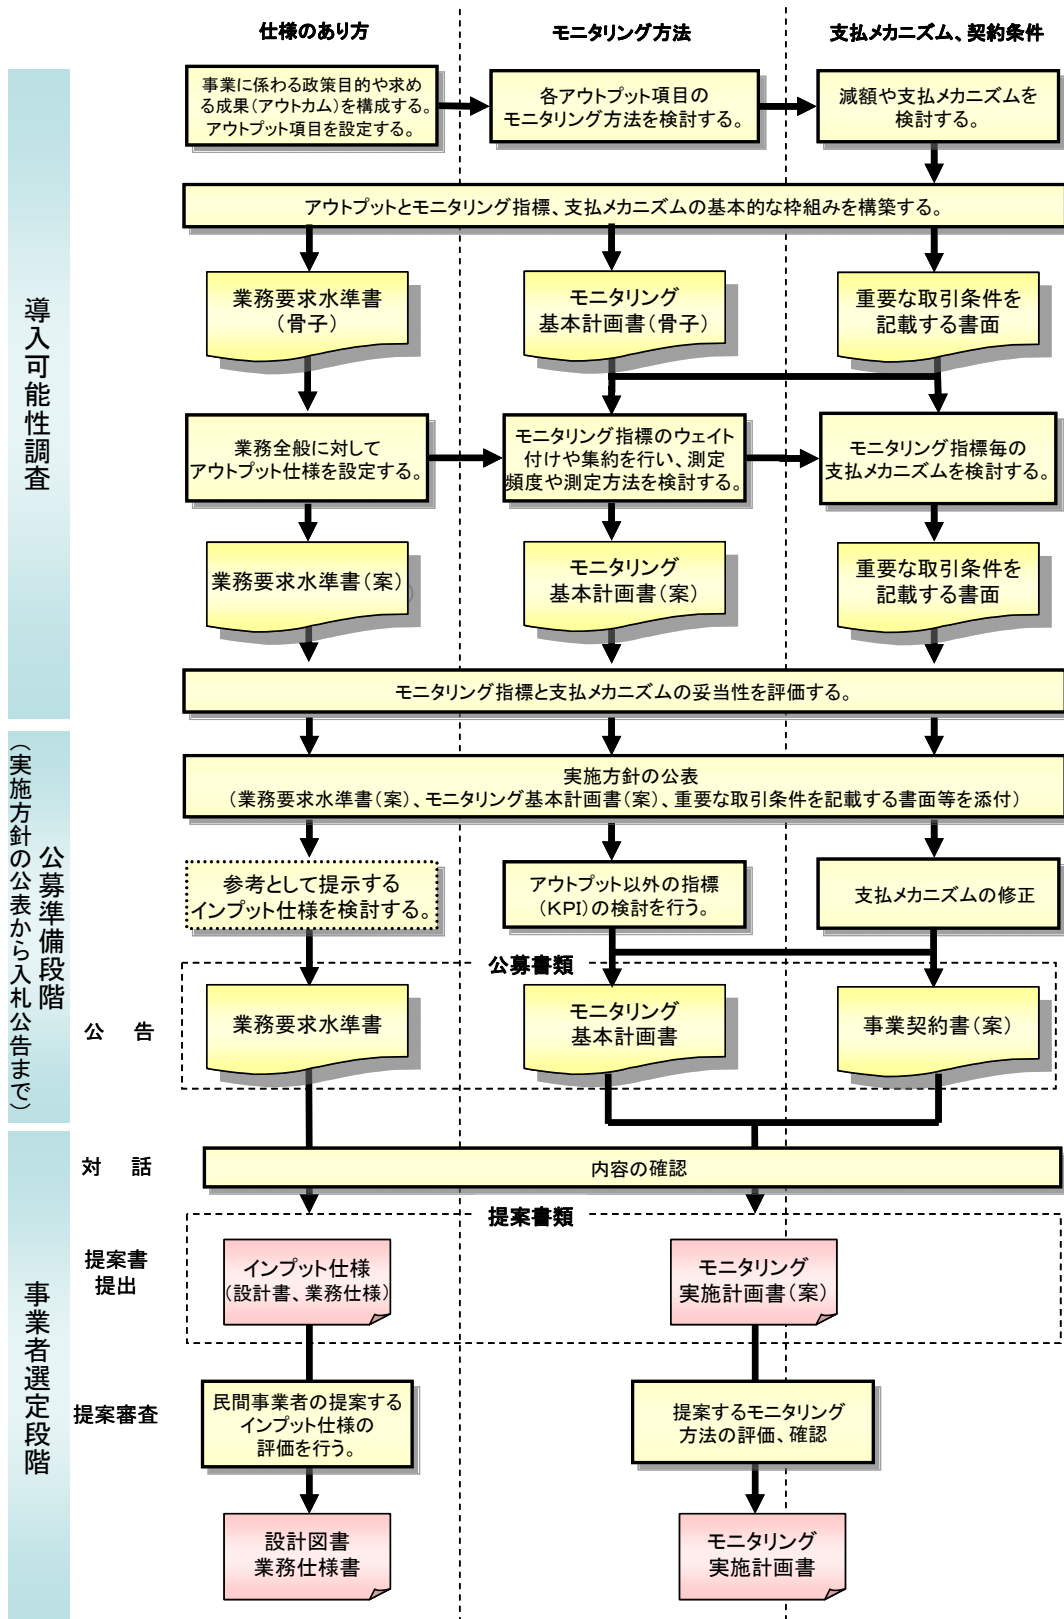 仕様のあり方
モニタリング方法
支払メカニズム、契約条件
導入可能性調査
事業に係わる政策目的や求め
る成果(アウトカム)を構成する。
アウトプット項目を設定する。
各アウトプット項目の
モニタリング方法を検討する。
減額や支払メカニズムを
検討する。
アウトプットとモニタリング指標、支払メカニズムの基本的な枠組みを構築する。
業務要求水準書
(骨子)
モニタリング
基本計画書(骨子)
重要な取引条件を
記載する書面
業務全般に対して
アウトプット仕様を設定する。
モニタリング指標のウェイト
付けや集約を行い、測定
頻度や測定方法を検討する。
モニタリング指標毎の
支払メカニズムを検討する。
業務要求水準書(案)
モニタリング
基本計画書(案)
重要な取引条件を
記載する書面
モニタリング指標と支払メカニズムの妥当性を評価する。
公募準備段階
(実施方針の公表から入札公告まで)
実施方針の公表
(業務要求水準書(案)、モニタリング基本計画書(案)、重要な取引条件を記載する書面等を添付)
参考として提示する
インプット仕様を検討する。
アウトプット以外の指標
(KPI)の検討を行う。
支払メカニズムの修正
公募書類
公 告
業務要求水準書
モニタリング
基本計画書
事業契約書(案)
事業者選定段階
対 話
内容の確認
提案書類
提案書
提出
インプット仕様
(設計書、業務仕様)
モニタリング
実施計画書(案)
提案審査
民間事業者の提案する
インプット仕様の
評価を行う。
提案するモニタリング
方法の評価、確認
設計図書
業務仕様書
モニタリング
実施計画書